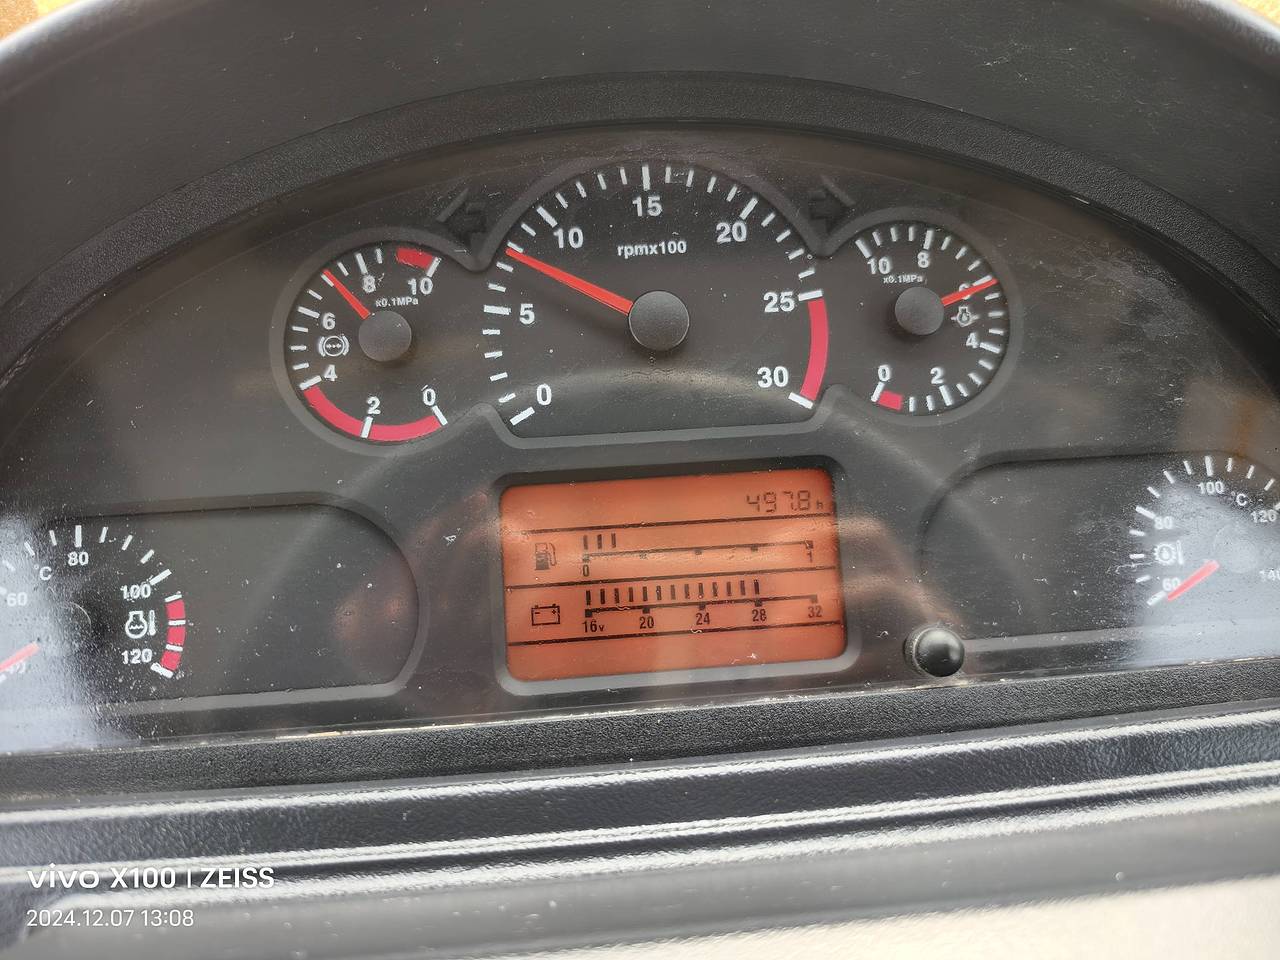 0 5 10 15 20 25 30
rpmx100
0 2 4 6 8 10
x0.1MPa
10 8 6 4 2 0
x0.1MPa
497.8 h
0 1
16v 20 24 28 32
60 80 100 120
°C
60 80 100 120 140
°C
vivo X100 | ZEISS
2024.12.07 13:08